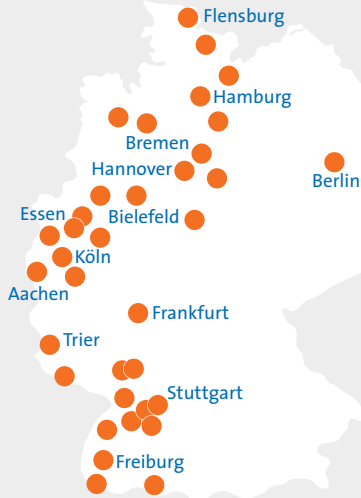 Flensburg
Hamburg
Bremen
Hannover
Berlin
Essen
Bielefeld
Köln
Aachen
Frankfurt
Trier
Stuttgart
Freiburg